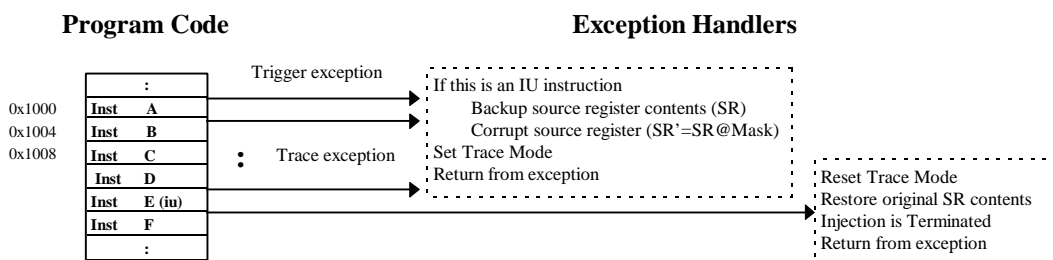 Program Code
Exception Handlers
:
Trigger exception
If this is an IU instruction
0x1000 Inst A
Backup source register contents (SR)
0x1004 Inst B
Corrupt source register (SR’=SR@Mask)
0x1008 Inst C
:
Trace exception
Set Trace Mode
Inst D
Return from exception
Inst E (iu)
Inst F
:
Reset Trace Mode
Restore original SR contents
Injection is Terminated
Return from exception